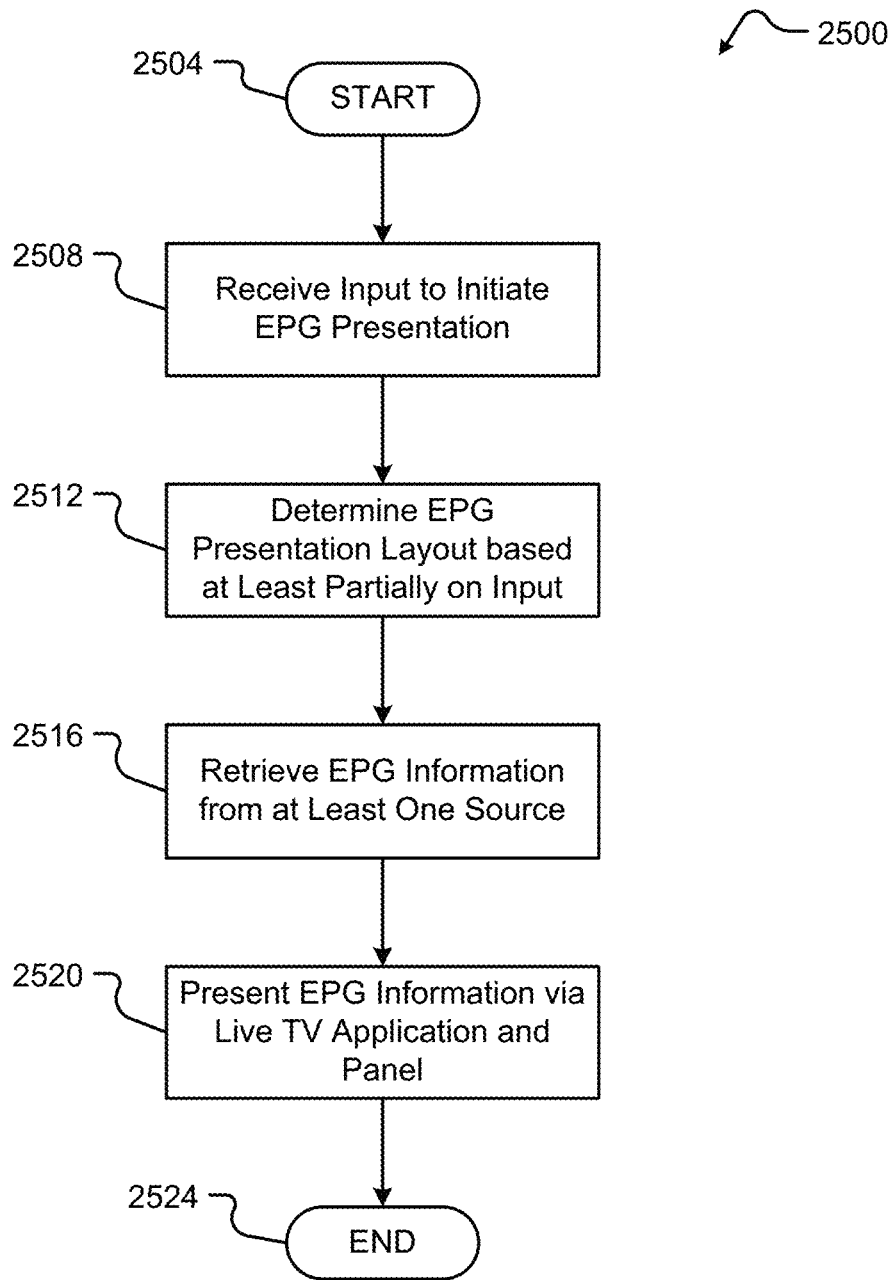 2500
2504
START
2508
Receive Input to Initiate
EPG Presentation
2512
Determine EPG
Presentation Layout based
at Least Partially on Input
2516
Retrieve EPG Information
from at Least One Source
2520
Present EPG Information via
Live TV Application and
Panel
2524
END